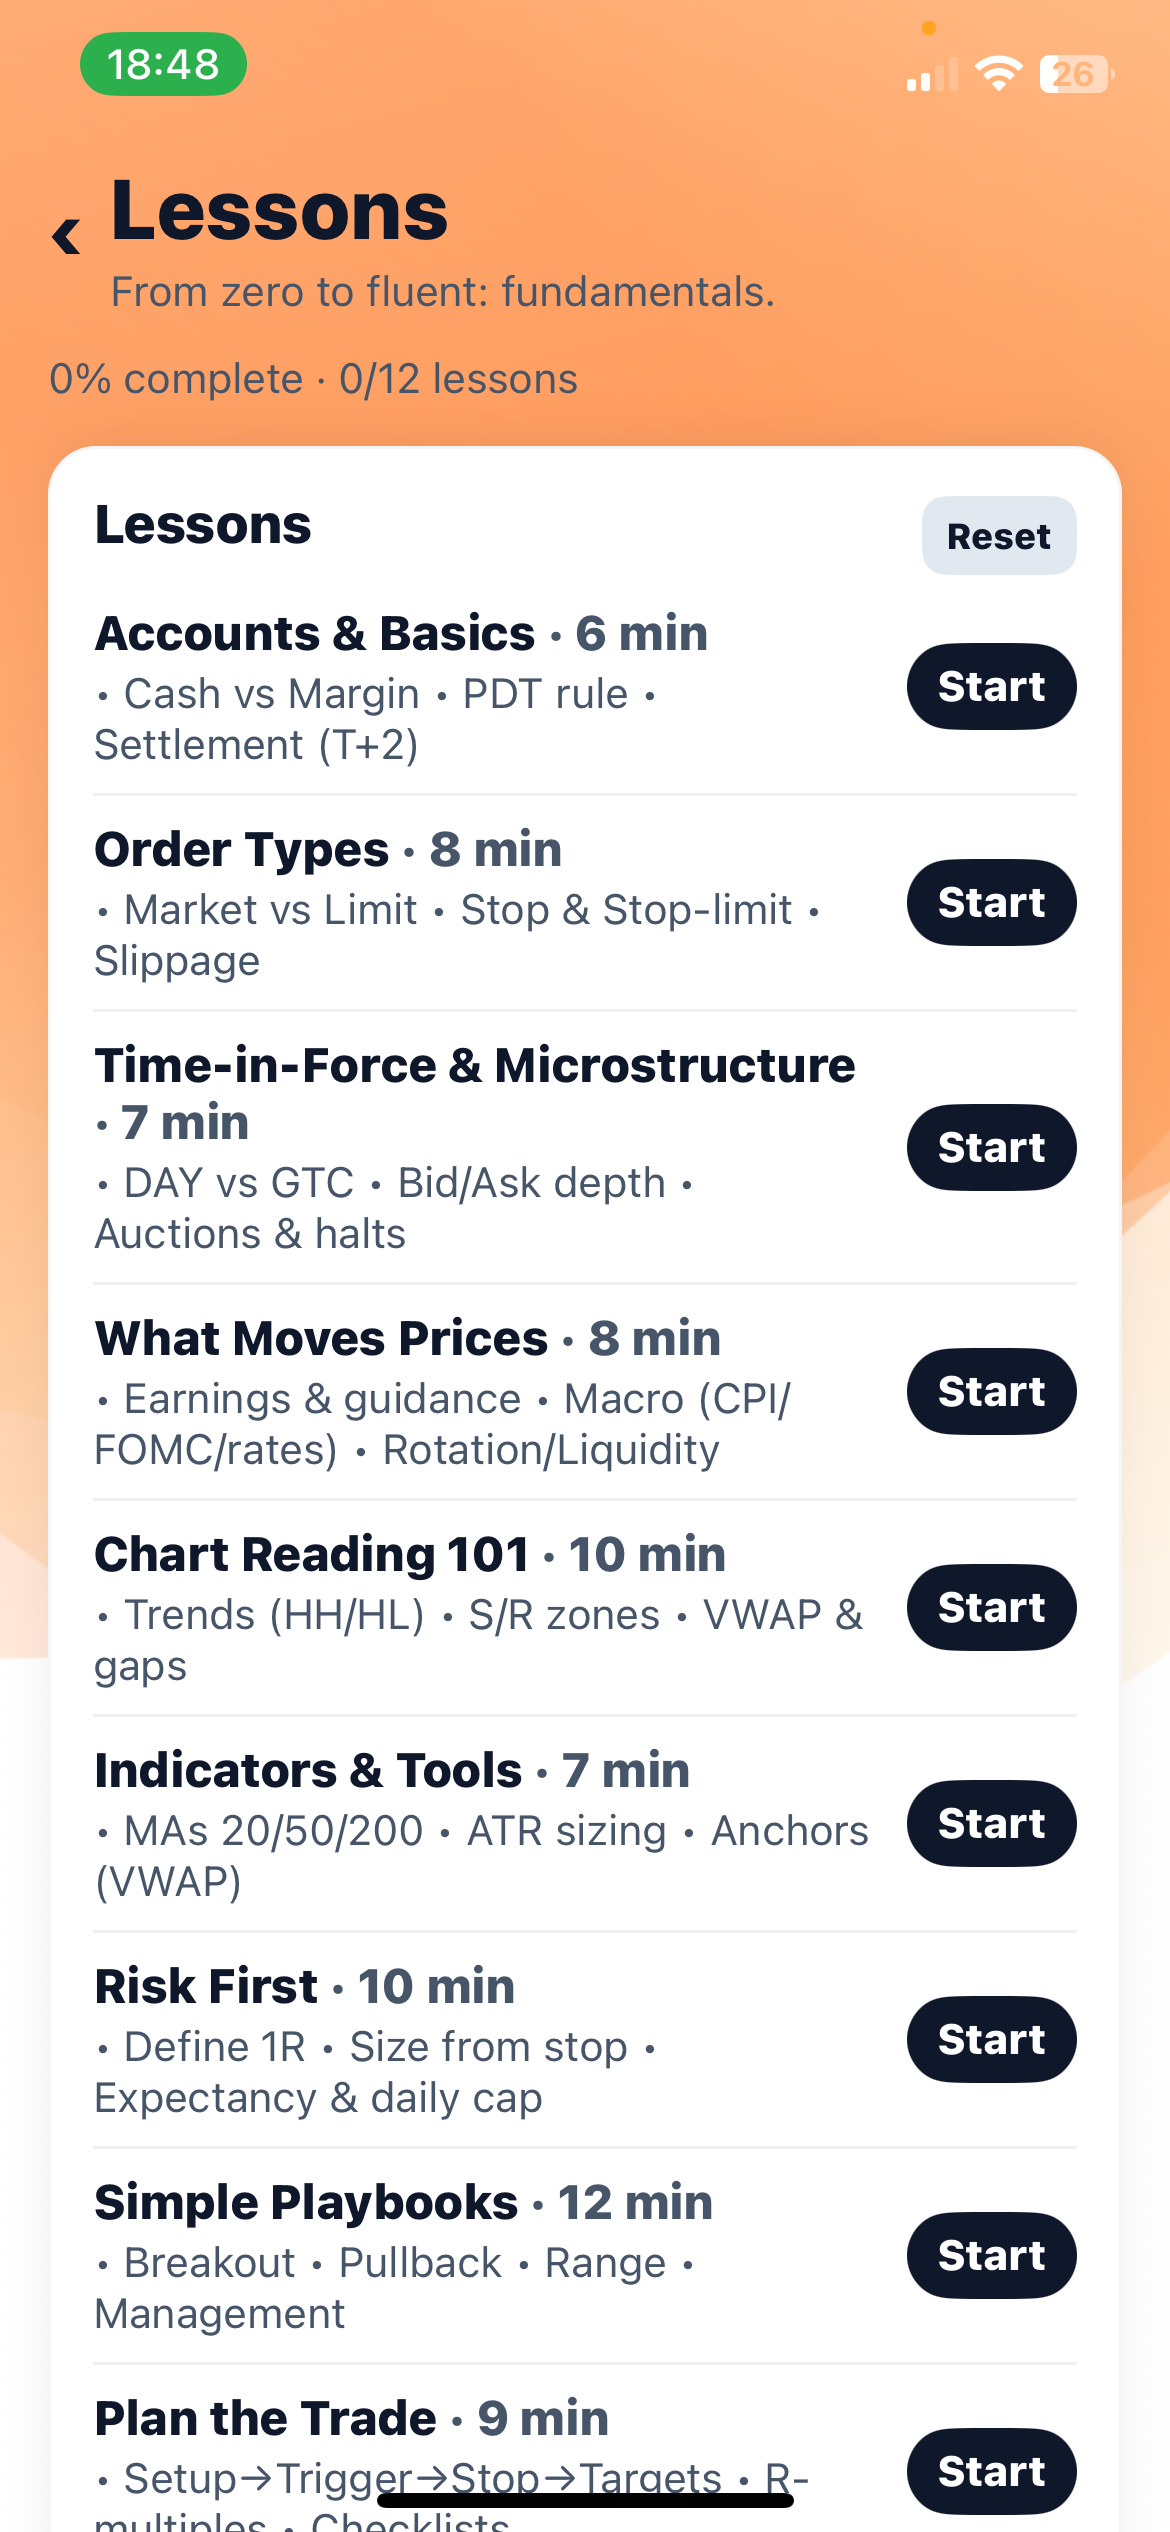 18:48
26
‹ Lessons
From zero to fluent: fundamentals.
0% complete · 0/12 lessons
Lessons
Reset
Accounts & Basics · 6 min
• Cash vs Margin • PDT rule •
Settlement (T+2)
Start
Order Types · 8 min
• Market vs Limit • Stop & Stop-limit •
Slippage
Start
Time-in-Force & Microstructure
· 7 min
• DAY vs GTC • Bid/Ask depth •
Auctions & halts
Start
What Moves Prices · 8 min
• Earnings & guidance • Macro (CPI/
FOMC/rates) • Rotation/Liquidity
Start
Chart Reading 101 · 10 min
• Trends (HH/HL) • S/R zones • VWAP &
gaps
Start
Indicators & Tools · 7 min
• MAs 20/50/200 • ATR sizing • Anchors
(VWAP)
Start
Risk First · 10 min
• Define 1R • Size from stop •
Expectancy & daily cap
Start
Simple Playbooks · 12 min
• Breakout • Pullback • Range •
Management
Start
Plan the Trade · 9 min
• Setup→Trigger→Stop→Targets • R-
multiples • Checklists
Start